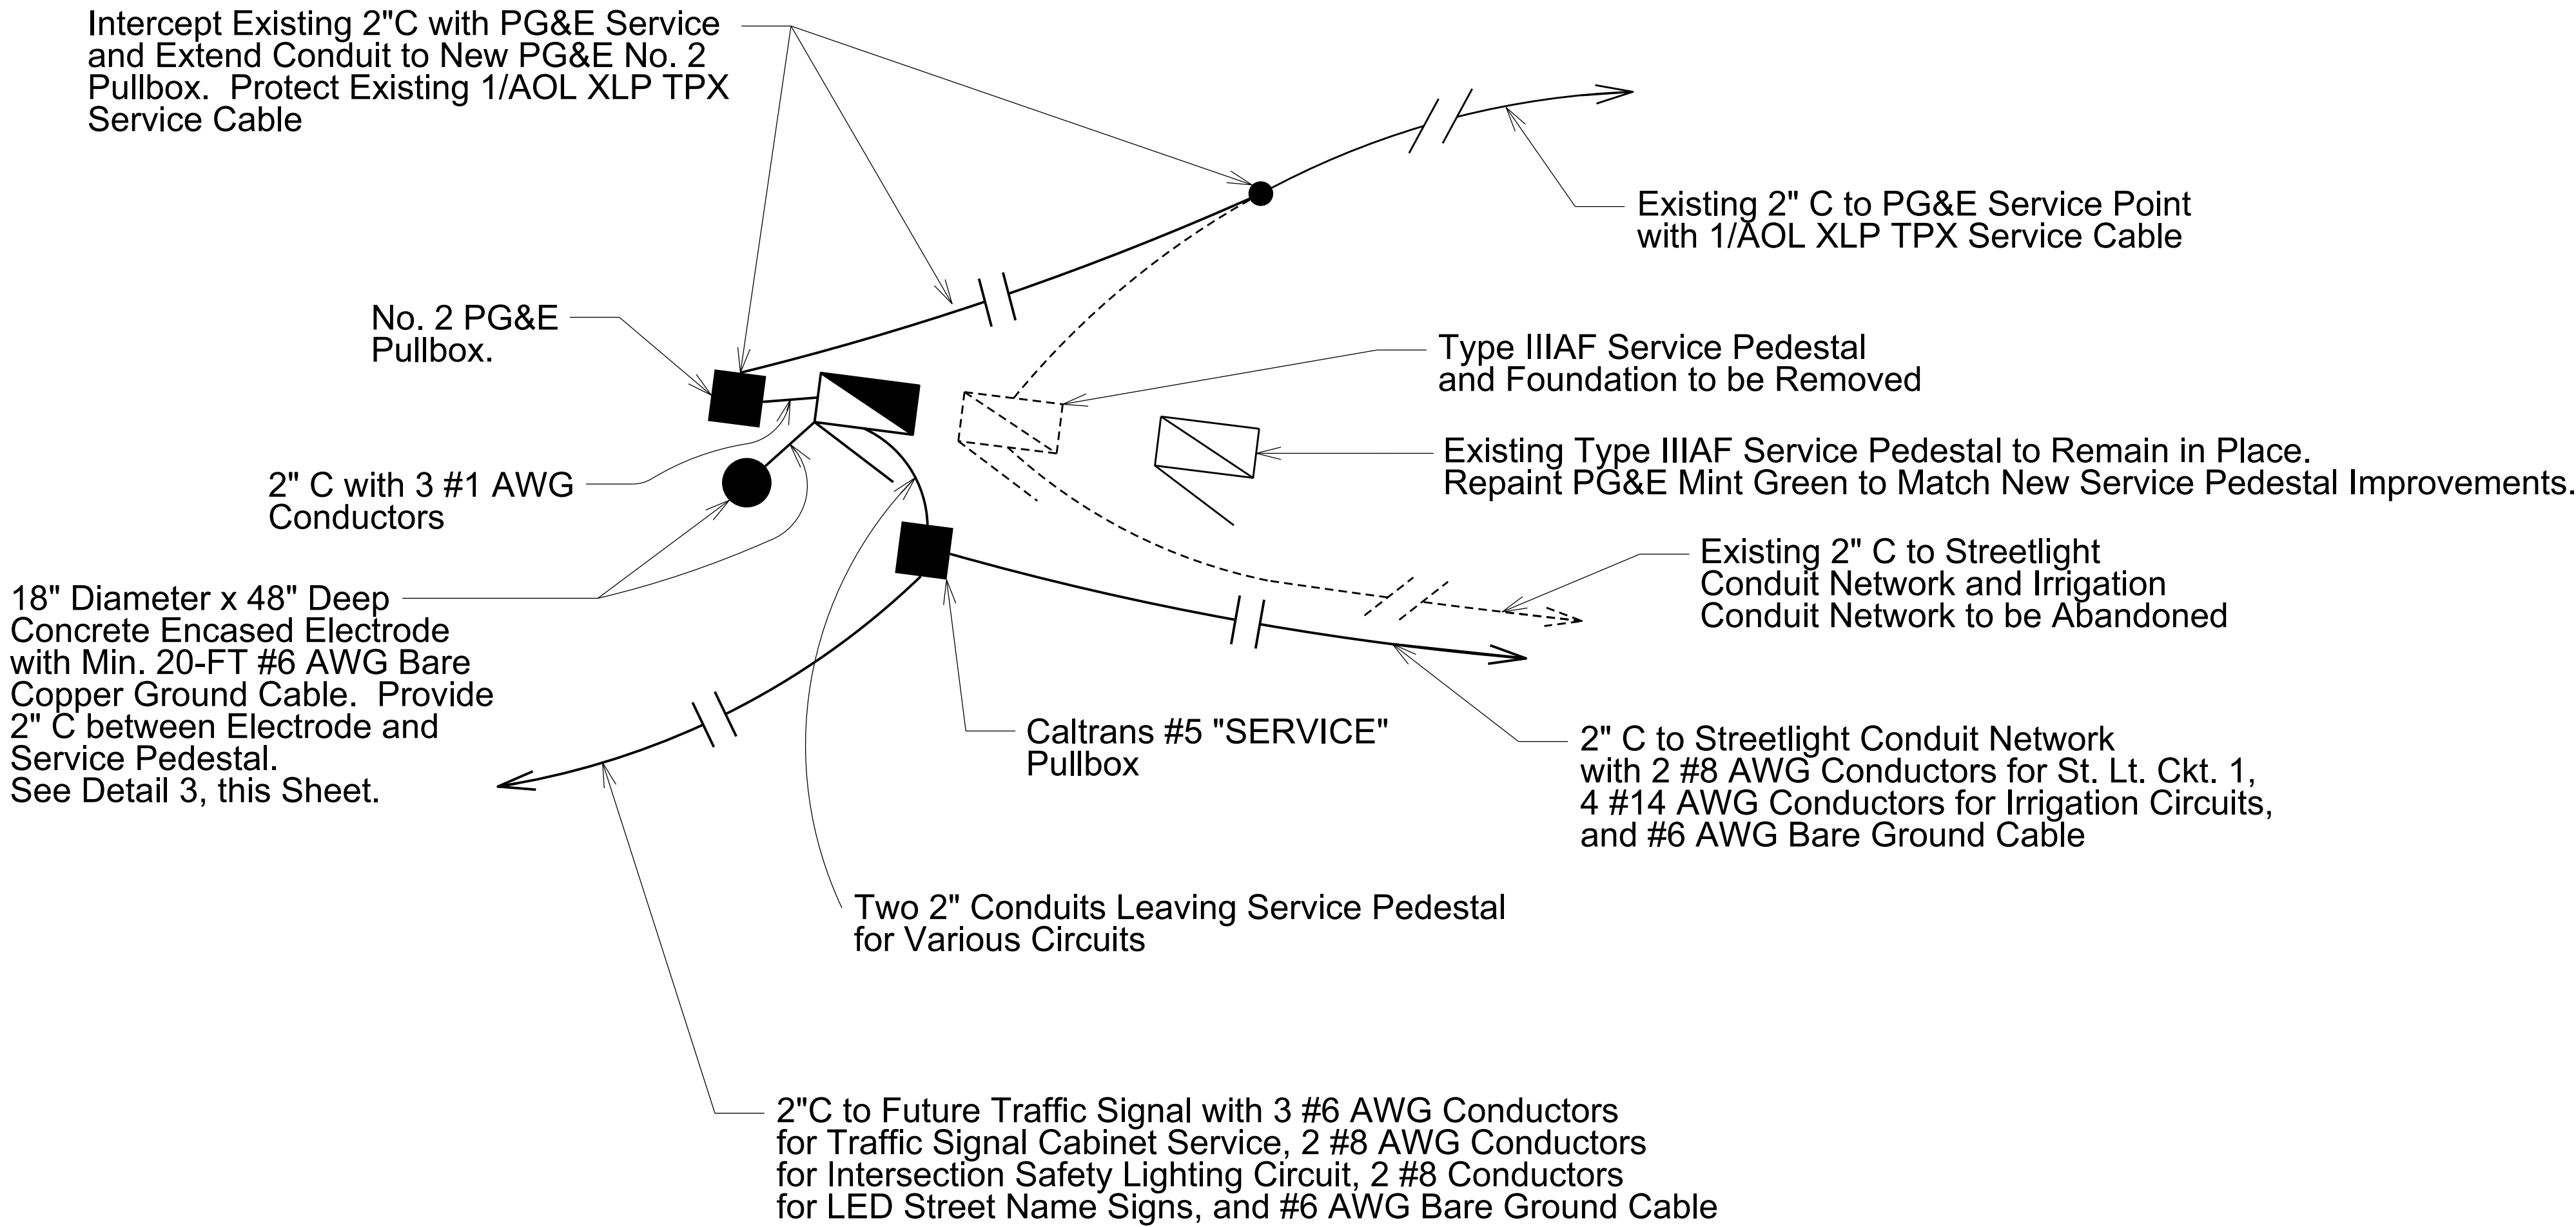 Intercept Existing 2"C with PG&E Service
and Extend Conduit to New PG&E No. 2
Pullbox.  Protect Existing 1/AOL XLP TPX
Service Cable
Existing 2" C to PG&E Service Point
with 1/AOL XLP TPX Service Cable
No. 2 PG&E
Pullbox.
Type IIIAF Service Pedestal
and Foundation to be Removed
Existing Type IIIAF Service Pedestal to Remain in Place.
Repaint PG&E Mint Green to Match New Service Pedestal Improvements.
2" C with 3 #1 AWG
Conductors
Existing 2" C to Streetlight
Conduit Network and Irrigation
Conduit Network to be Abandoned
18" Diameter x 48" Deep
Concrete Encased Electrode
with Min. 20-FT #6 AWG Bare
Copper Ground Cable.  Provide
2" C between Electrode and
Service Pedestal.
See Detail 3, this Sheet.
Caltrans #5 "SERVICE"
Pullbox
2" C to Streetlight Conduit Network
with 2 #8 AWG Conductors for St. Lt. Ckt. 1,
4 #14 AWG Conductors for Irrigation Circuits,
and #6 AWG Bare Ground Cable
Two 2" Conduits Leaving Service Pedestal
for Various Circuits
2"C to Future Traffic Signal with 3 #6 AWG Conductors
for Traffic Signal Cabinet Service, 2 #8 AWG Conductors
for Intersection Safety Lighting Circuit, 2 #8 Conductors
for LED Street Name Signs, and #6 AWG Bare Ground Cable